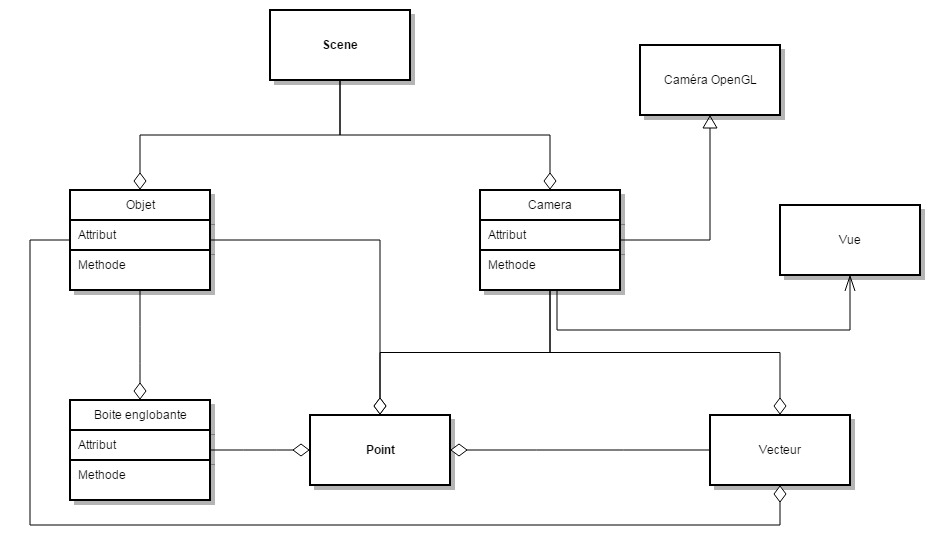 Scene
Caméra OpenGL
Objet
Attribut
Methode
Camera
Attribut
Methode
Vue
Boite englobante
Attribut
Methode
Point
Vecteur